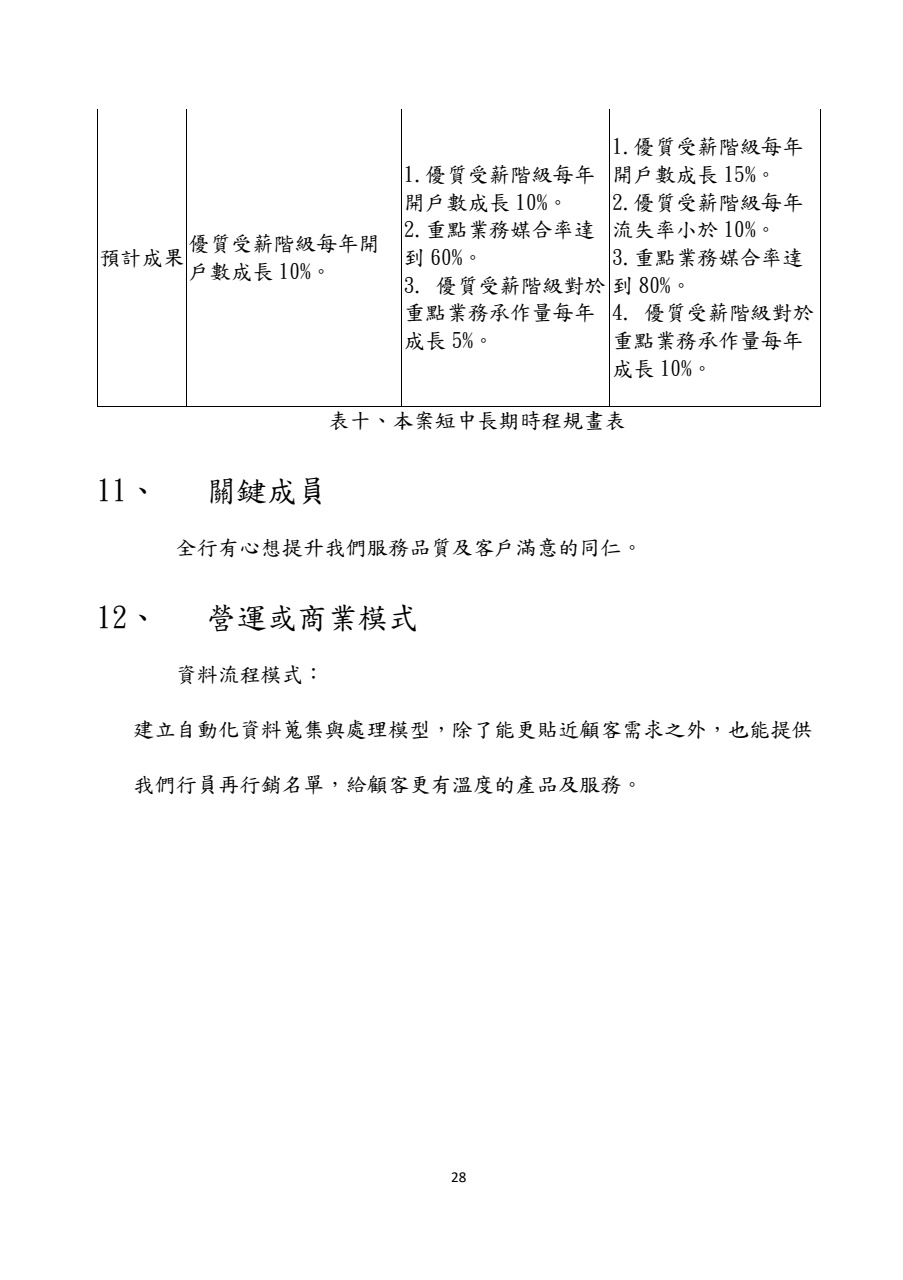 預計成果
優質受薪階級每年開
戶數成長 10%。
1.優質受薪階級每年
開戶數成長 10%。
2.重點業務媒合率達
到 60%。
3. 優質受薪階級對於
重點業務承作量每年
成長 5%。
1.優質受薪階級每年
開戶數成長 15%。
2.優質受薪階級每年
流失率小於 10%。
3.重點業務媒合率達
到 80%。
4. 優質受薪階級對於
重點業務承作量每年
成長 10%。
表十、本案短中長期時程規畫表
11、 關鍵成員
全行有心想提升我們服務品質及客戶滿意的同仁。
12、 營運或商業模式
資料流程模式：
建立自動化資料蒐集與處理模型，除了能更貼近顧客需求之外，也能提供
我們行員再行銷名單，給顧客更有溫度的產品及服務。
28